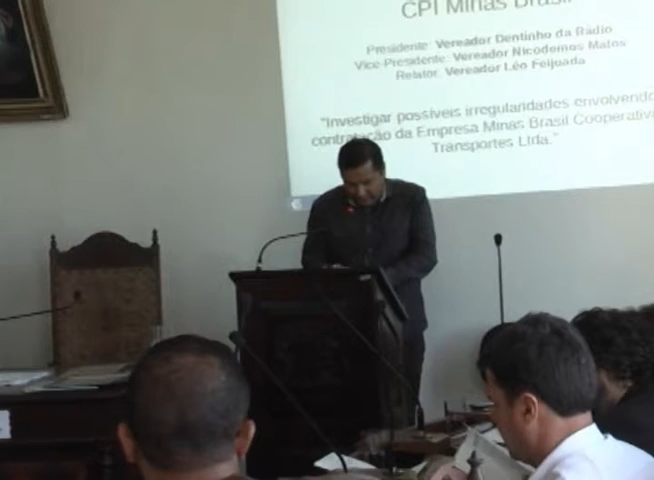 CPI Minas Brasil
Presidente: Vereador Dentinho da Rádio
Vice-Presidente: Vereador Nicodemos Matos
Relator: Vereador Léo Feijoada
"Investigar possíveis irregularidades envolvendo
contratação da Empresa Minas Brasil Cooperativa
Transportes Ltda."